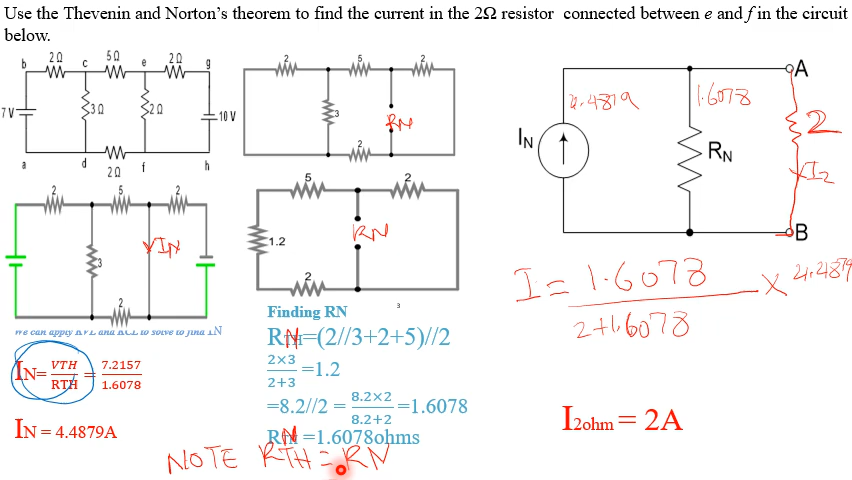 Use the Thevenin and Norton's theorem to find the current in the 2Ω resistor connected between e and f in the circuit
below.
b 2Ω c 5Ω e 2Ω g
7V 3Ω 2Ω 10V
a d 2Ω f h
2 5 2
3 RN
2
2 5 2
3 IN
2
5 2
1.2 RN
2
3
We can apply KVL and KCL to solve to find IN
IN= VTH/RTH = 7.2157/1.6078
IN = 4.4879A
Finding RN
RN=(2//3+2+5)//2
2×3/2+3 =1.2
=8.2//2 = 8.2×2/8.2+2 =1.6078
RN =1.6078ohms
NOTE RTH = RN
A
4.4879 1.6078 2
IN RN I2
B
I = 1.6078/2+1.6078 × 4.4879
I2ohm = 2A